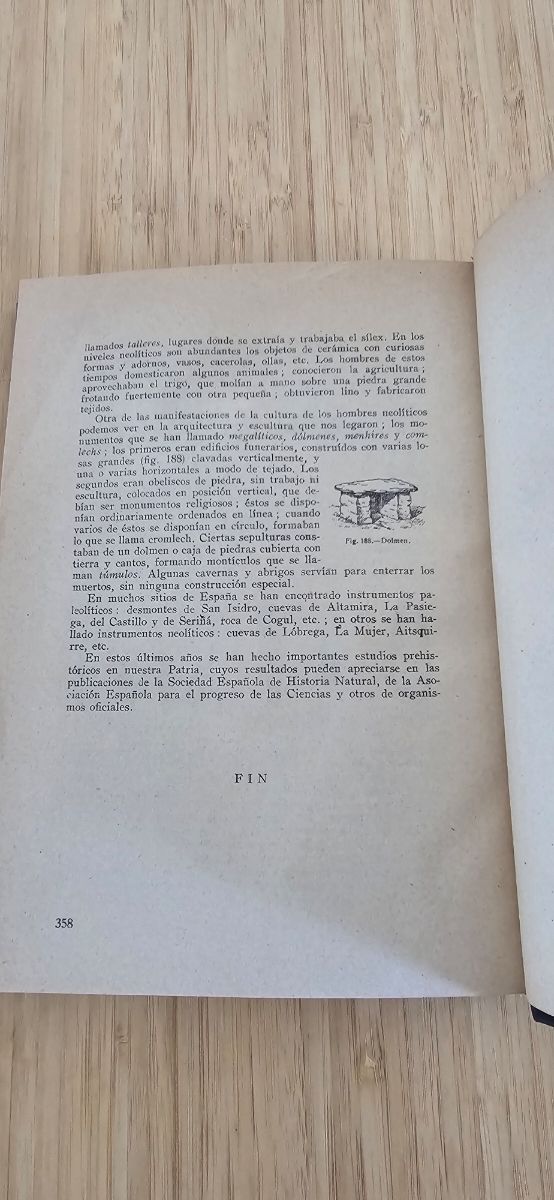 llamados talleres, lugares donde se extraía y trabajaba el sílex. En los
niveles neolíticos son abundantes los objetos de cerámica con curiosas
formas y adornos, vasos, cacerolas, ollas, etc. Los hombres de estos
tiempos domesticaron algunos animales ; conocieron la agricultura ;
aprovechaban el trigo, que molían a mano sobre una piedra grande
frotando fuertemente con otra pequeña ; obtuvieron lino y fabricaron
tejidos.
Otra de las manifestaciones de la cultura de los hombres neolíticos
podemos ver en la arquitectura y escultura que nos legaron ; los mo-
numentos que se han llamado megalíticos, dólmenes, menhires y com-
lechs ; los primeros eran edificios funerarios, construídos con varias lo-
sas grandes (fig. 188) clavadas verticalmente, y
una o varias horizontales a modo de tejado. Los
segundos eran obeliscos de piedra, sin trabajo ni
escultura, colocados en posición vertical, que de-
bían ser monumentos religiosos ; éstos se dispo-
nían ordinariamente ordenados en línea ; cuando
varios de éstos se disponían en círculo, formaban
lo que se llama cromlech. Ciertas sepulturas cons-
taban de un dolmen o caja de piedras cubierta con
tierra y cantos, formando montículos que se lla-
man túmulos. Algunas cavernas y abrigos servían para enterrar los
muertos, sin ninguna construcción especial.
Fig. 188.—Dolmen.
En muchos sitios de España se han encontrado instrumentos pa-
leolíticos : desmontes de San Isidro, cuevas de Altamira, La Pasie-
ga, del Castillo y de Seriñá, roca de Cogul, etc. ; en otros se han ha-
llado instrumentos neolíticos : cuevas de Lóbrega, La Mujer, Aitsqui-
rre, etc.
En estos últimos años se han hecho importantes estudios prehis-
tóricos en nuestra Patria, cuyos resultados pueden apreciarse en las
publicaciones de la Sociedad Española de Historia Natural, de la Aso-
ciación Española para el progreso de las Ciencias y otros de organis-
mos oficiales.
FIN
358